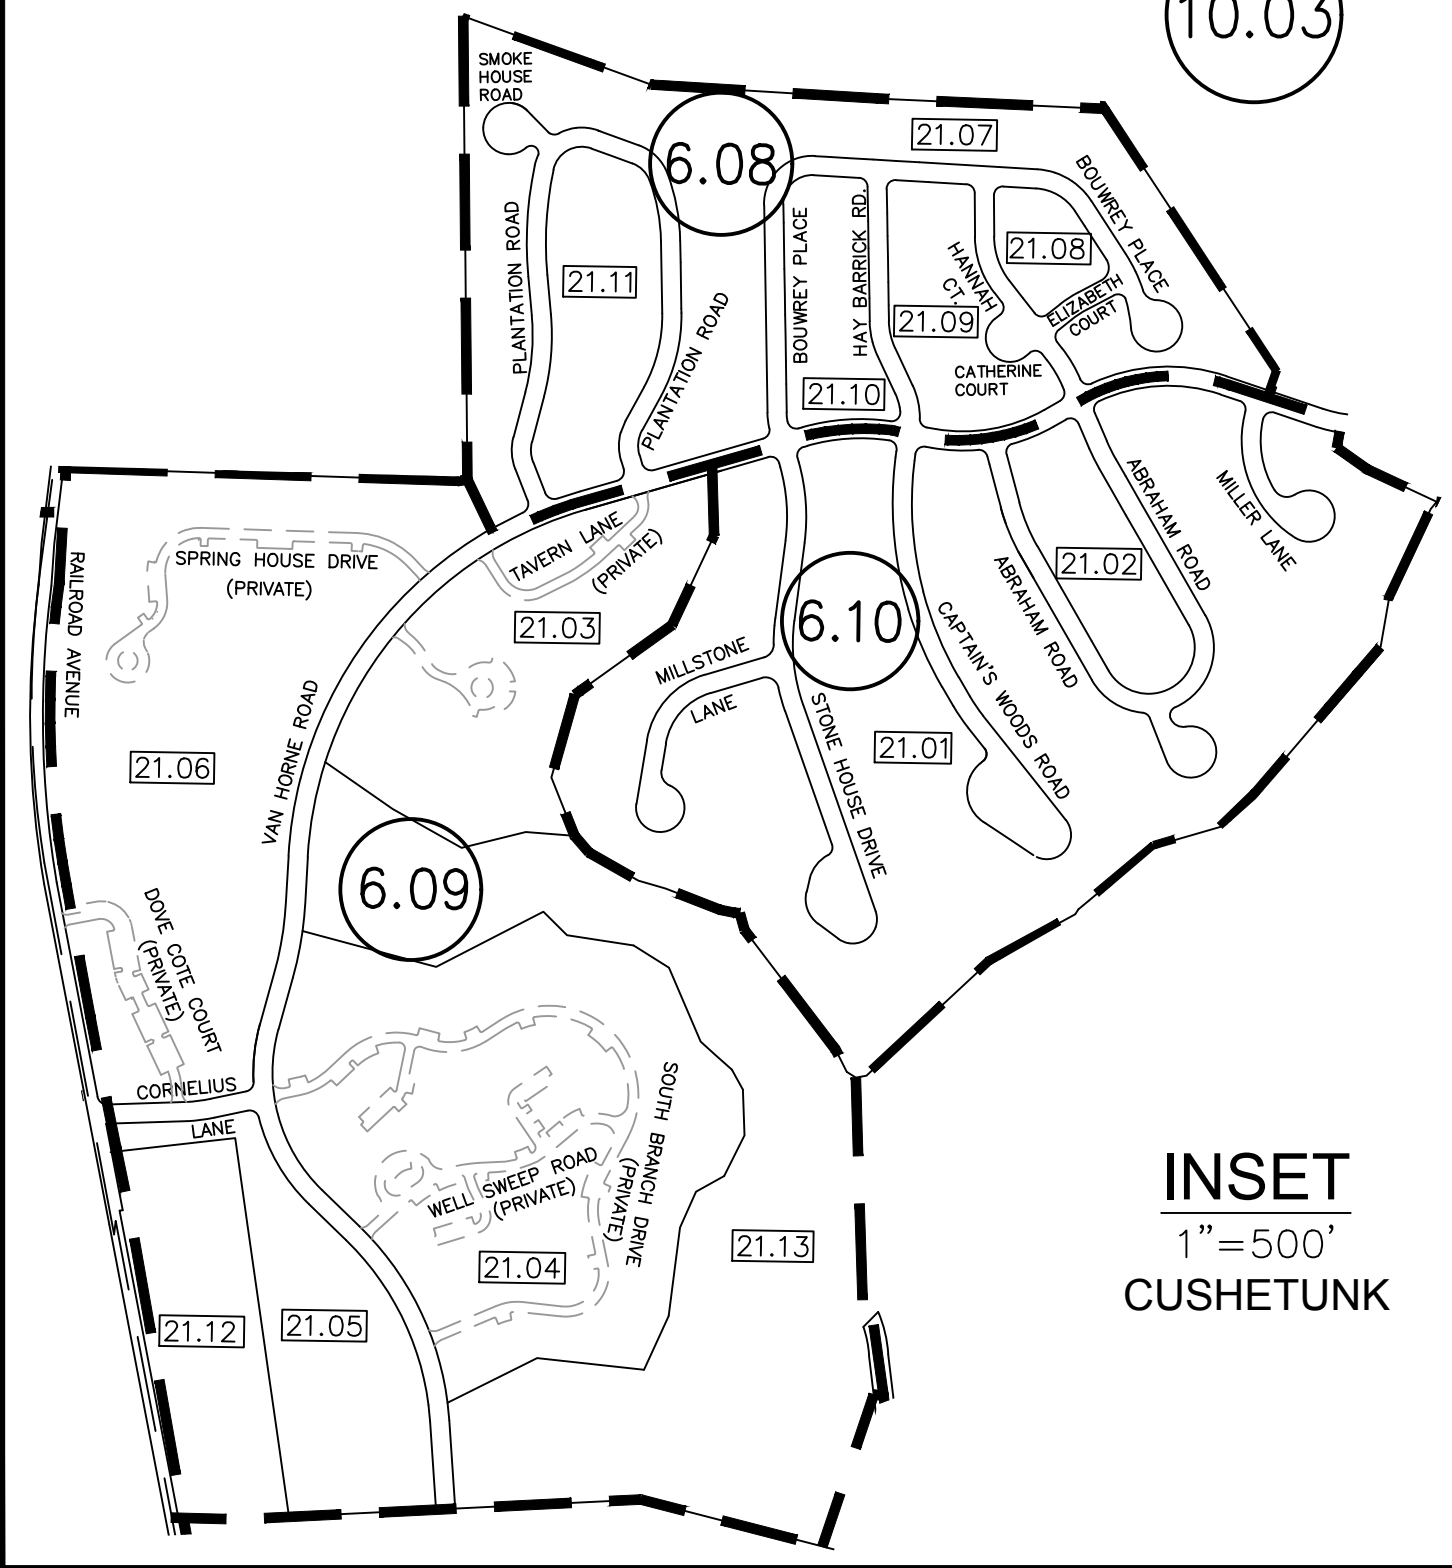 10.03
SMOKE
HOUSE
ROAD
6.08
21.07
BOUWREY PLACE
PLANTATION ROAD
21.11
PLANTATION ROAD
BOUWREY PLACE
HAY BARRICK RD.
HANNAH
CT.
21.08
ELIZABETH
COURT
21.09
CATHERINE
COURT
21.10
ABRAHAM ROAD
MILLER LANE
21.02
ABRAHAM ROAD
SPRING HOUSE DRIVE
(PRIVATE)
TAVERN LANE
(PRIVATE)
RAILROAD AVENUE
21.03
6.10
CAPTAIN'S WOODS ROAD
MILLSTONE
LANE
STONE HOUSE DRIVE
21.01
VAN HORNE ROAD
21.06
6.09
DOVE COTE COURT
(PRIVATE)
CORNELIUS
LANE
SOUTH BRANCH DRIVE
(PRIVATE)
WELL SWEEP ROAD
(PRIVATE)
21.04
21.13
21.12
21.05
INSET
1"=500'
CUSHETUNK